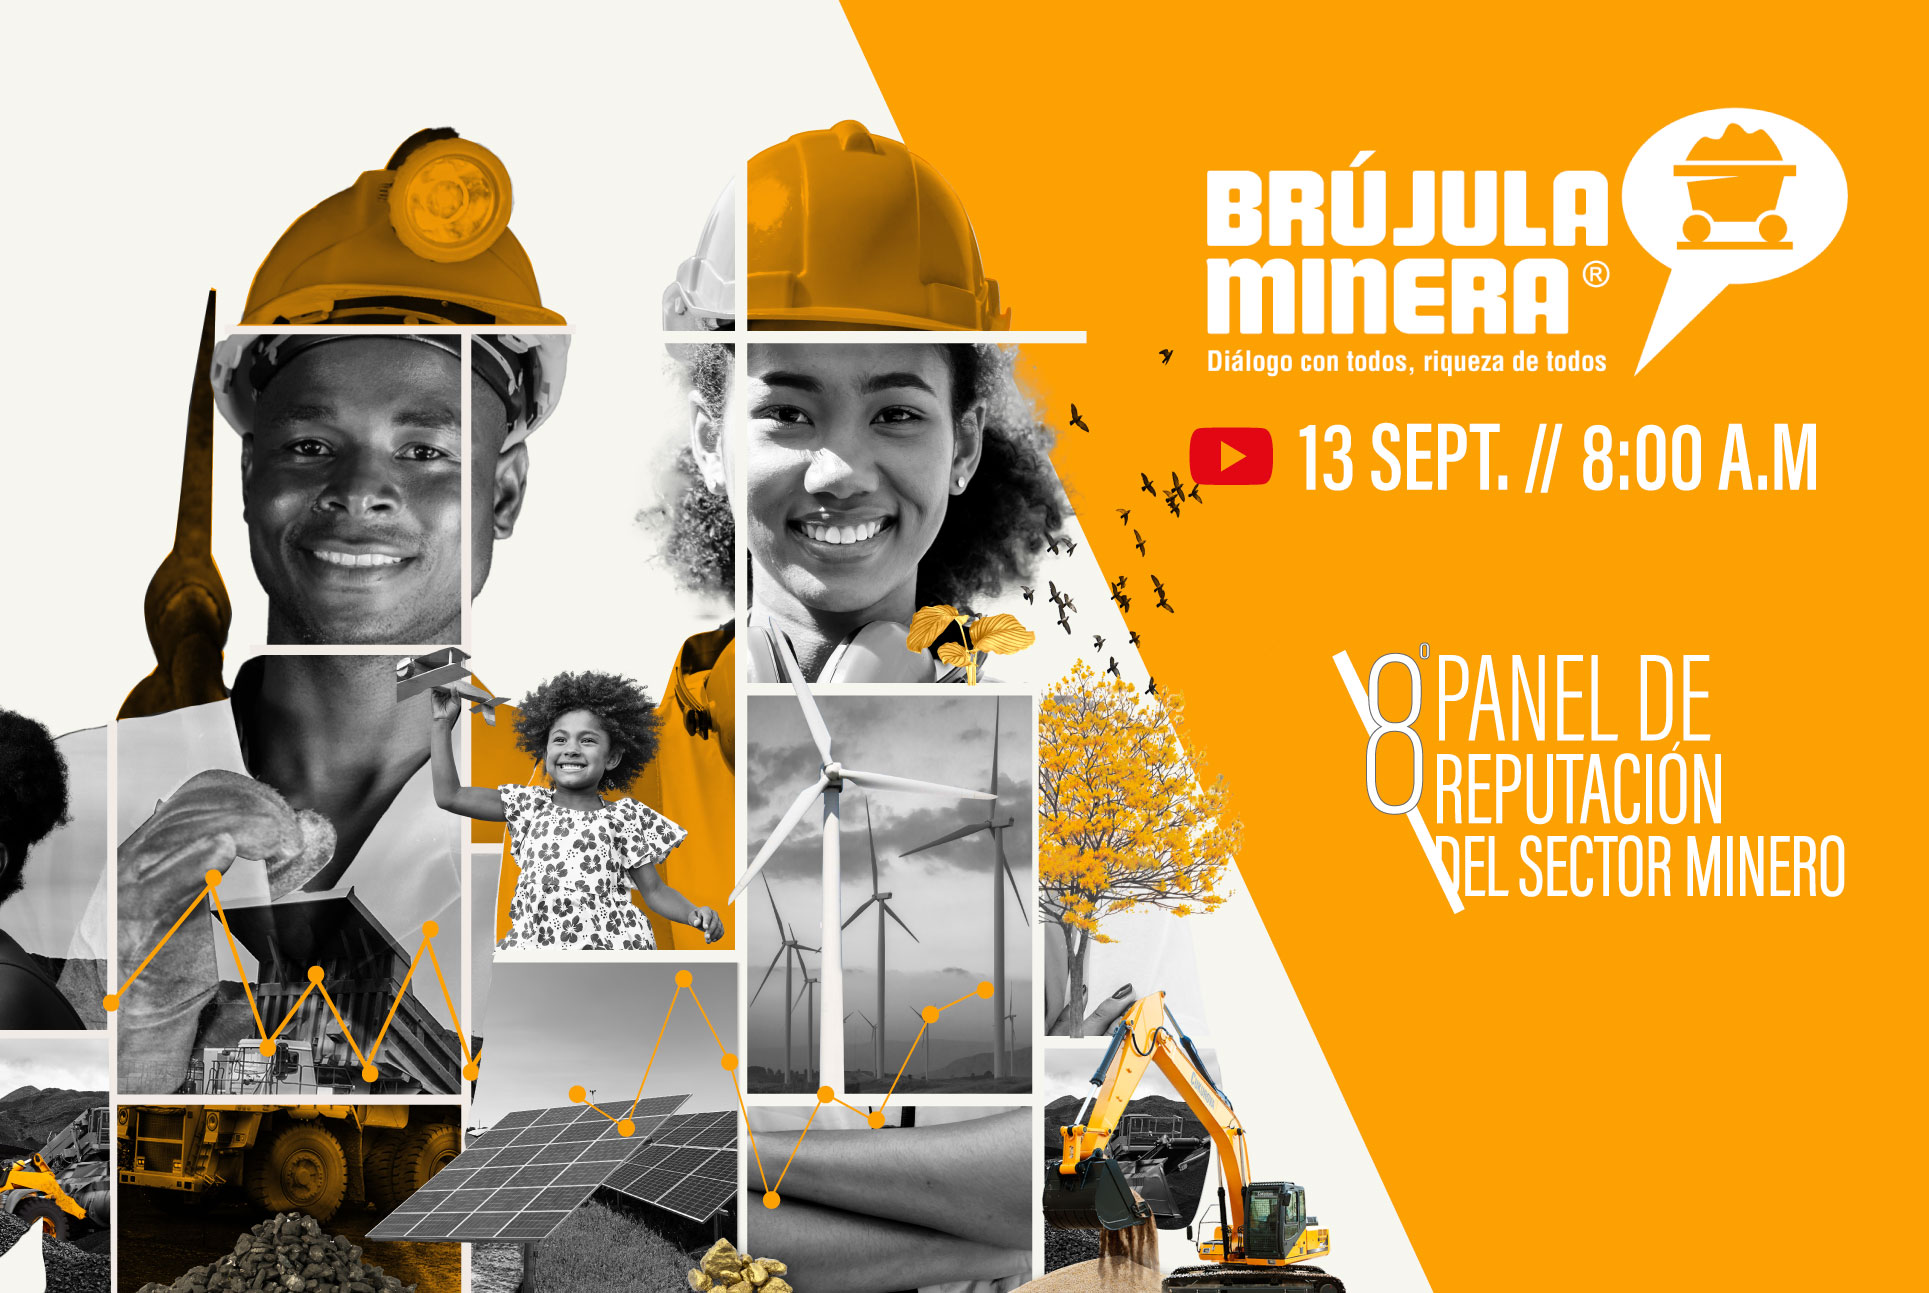 BRÚJULA
MINERA ®
Diálogo con todos, riqueza de todos
13 SEPT. // 8:00 A.M
8º PANEL DE
REPUTACIÓN
DEL SECTOR MINERO